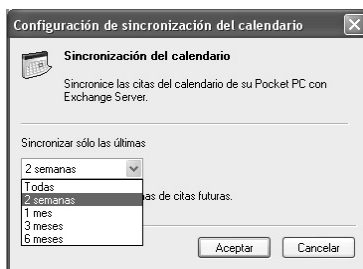 Configuración de sincronización del calendario
Sincronización del calendario
Sincronice las citas del calendario de su Pocket PC con
Exchange Server.
Sincronizar sólo las últimas
2 semanas
Todas
2 semanas
as de citas futuras.
1 mes
3 meses
6 meses
Aceptar
Cancelar